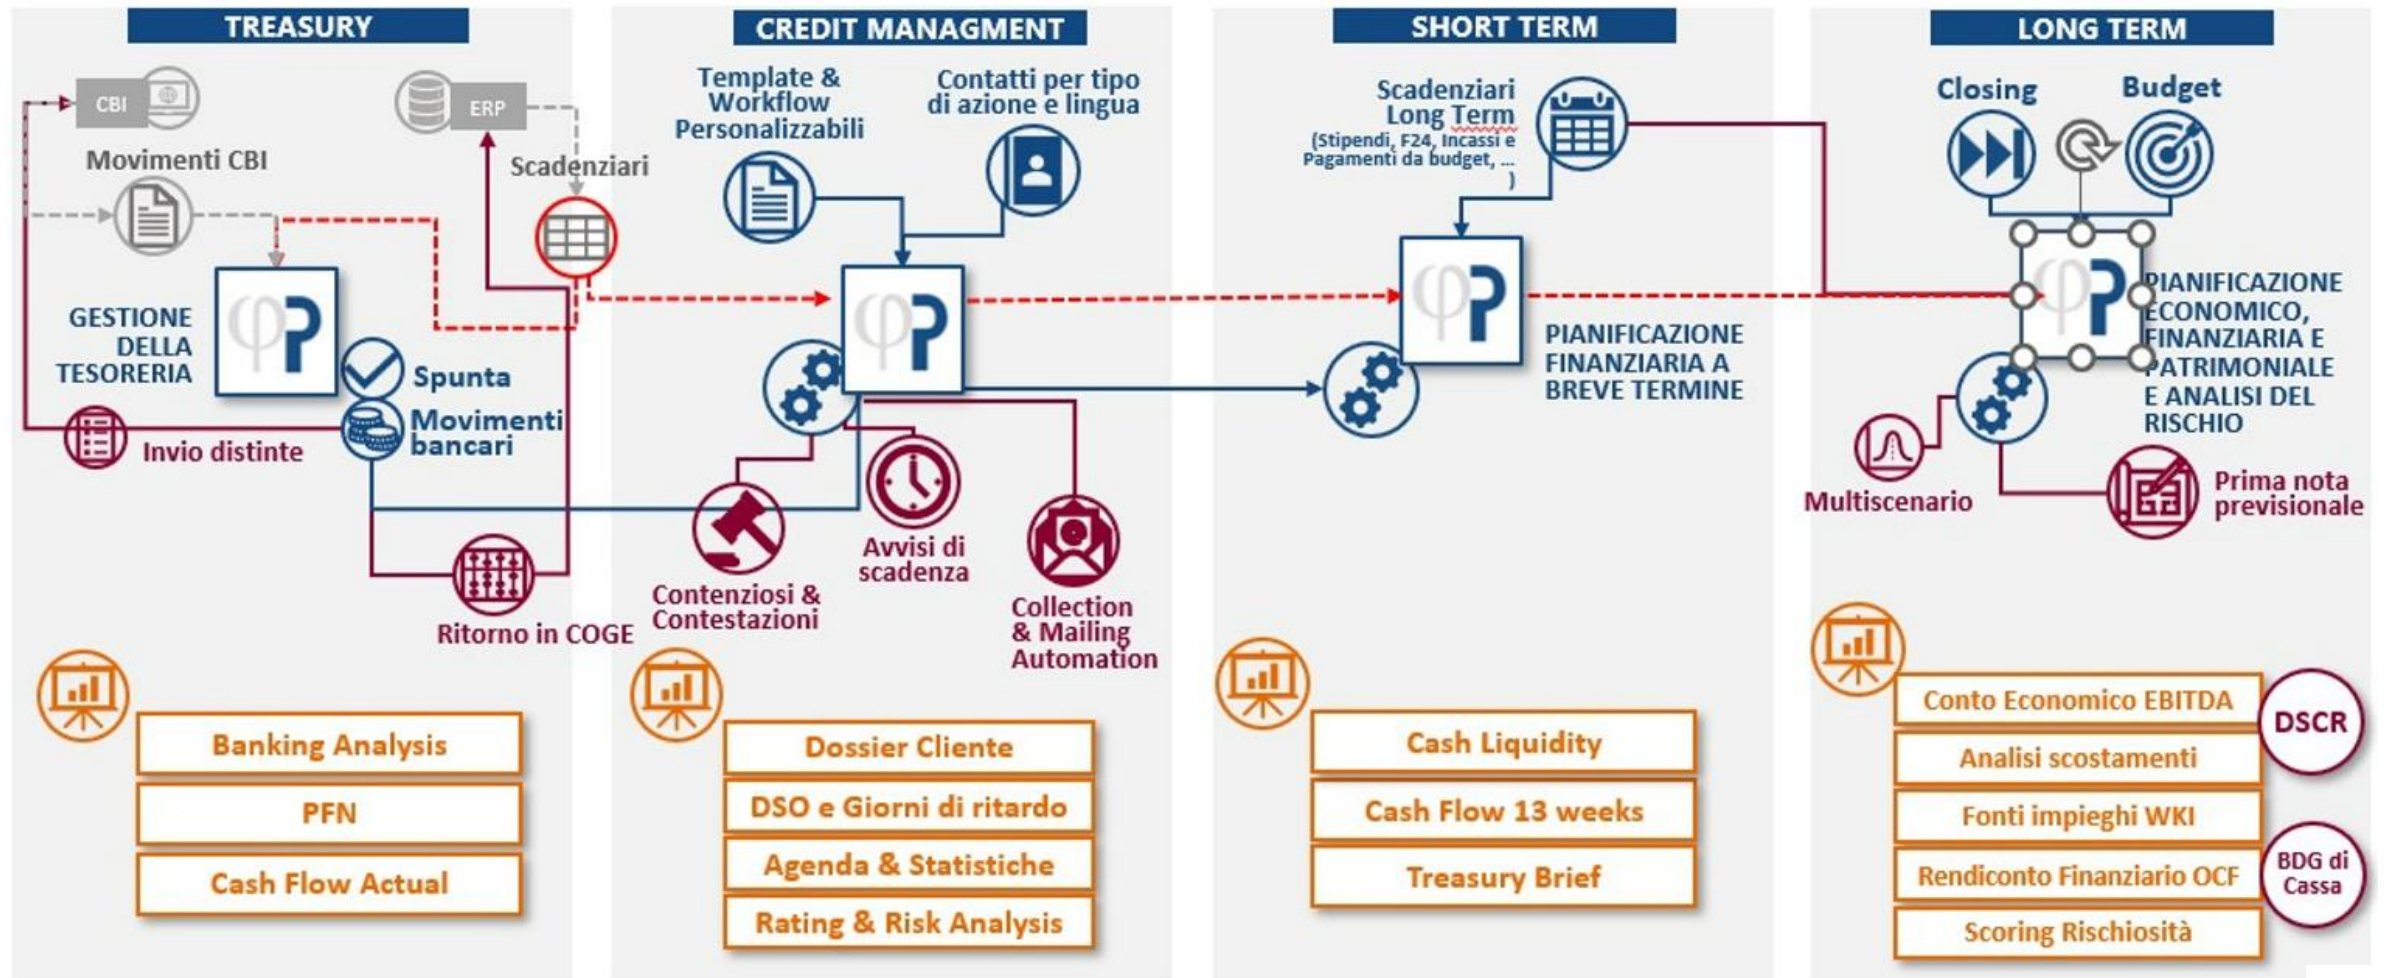 TREASURY
CBI
ERP
Movimenti CBI
Scadenziari
GESTIONE
DELLA
TESORERIA
φP
Spunta
Movimenti
bancari
Invio distinte
Ritorno in COGE
Banking Analysis
PFN
Cash Flow Actual
CREDIT MANAGMENT
Template &
Workflow
Personalizzabili
Contatti per tipo
di azione e lingua
φP
Contenziosi &
Contestazioni
Avvisi di
scadenza
Collection
& Mailing
Automation
Dossier Cliente
DSO e Giorni di ritardo
Agenda & Statistiche
Rating & Risk Analysis
SHORT TERM
Scadenziari
Long Term
(Stipendi, F24, Incassi e
Pagamenti da budget, ...
)
φP
PIANIFICAZIONE
FINANZIARIA A
BREVE TERMINE
Cash Liquidity
Cash Flow 13 weeks
Treasury Brief
LONG TERM
Closing
Budget
φP
PIANIFICAZIONE
ECONOMICO,
FINANZIARIA E
PATRIMONIALE
E ANALISI DEL
RISCHIO
Multiscenario
Prima nota
previsionale
Conto Economico EBITDA
DSCR
Analisi scostamenti
Fonti impieghi WKI
Rendiconto Finanziario OCF
BDG di
Cassa
Scoring Rischiosità